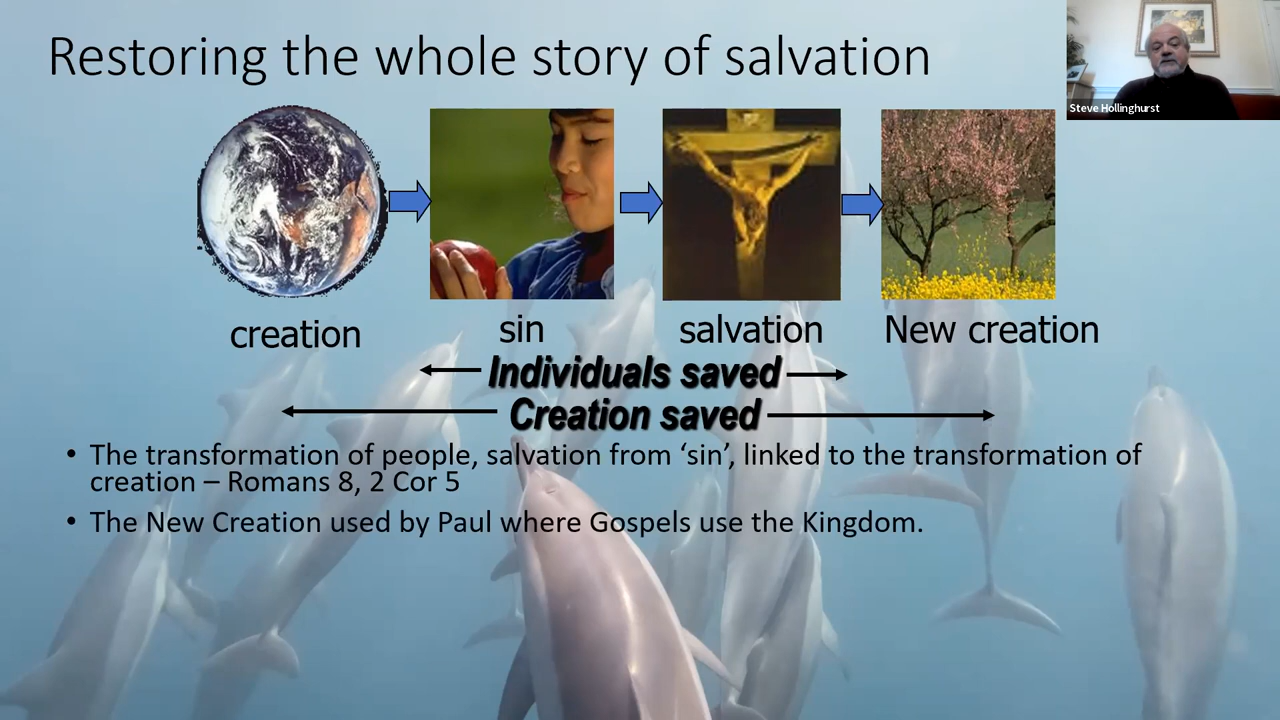 Restoring the whole story of salvation
Steve Hollinghurst
creation
sin
salvation
New creation
Individuals saved
Creation saved
• The transformation of people, salvation from ‘sin’, linked to the transformation of
creation – Romans 8, 2 Cor 5
• The New Creation used by Paul where Gospels use the Kingdom.